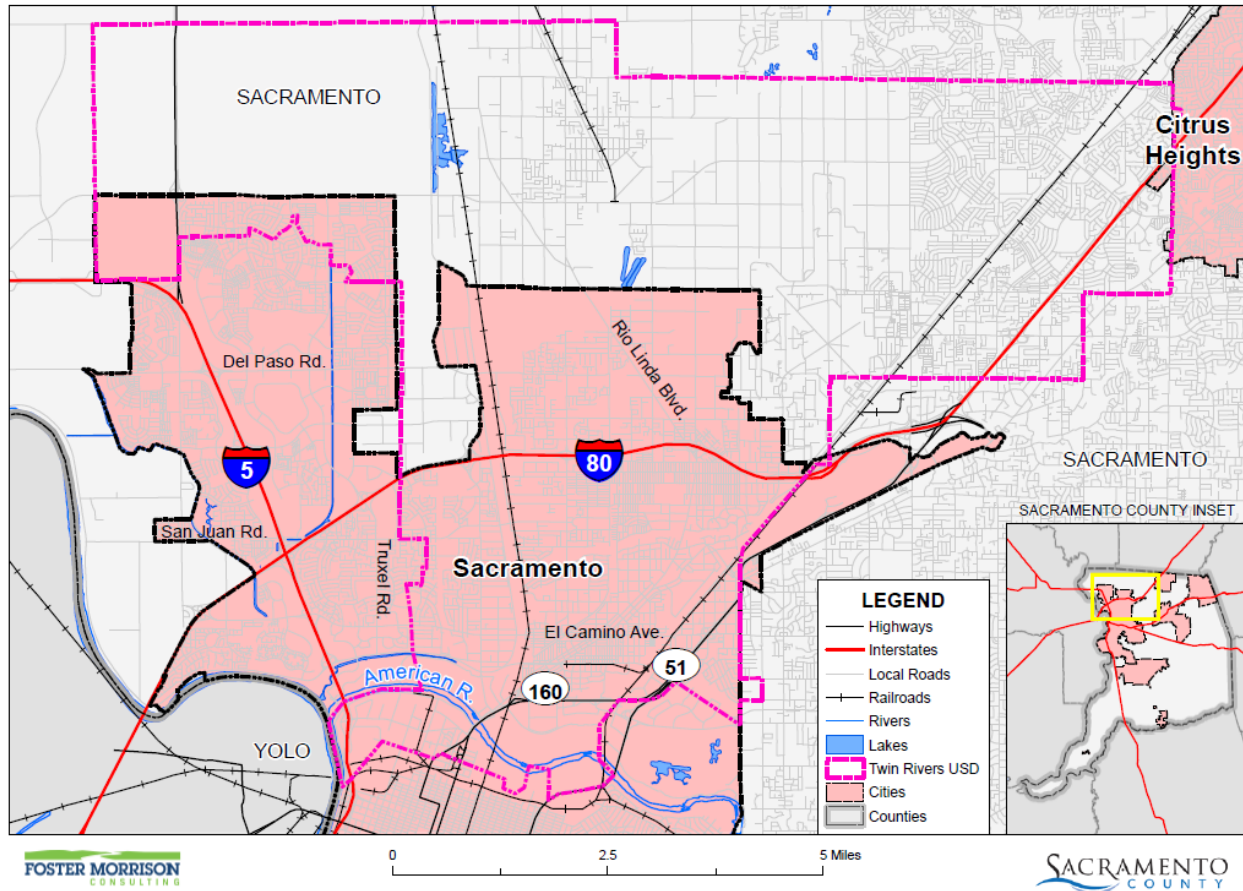 SACRAMENTO
Citrus
Heights
Del Paso Rd.
Rio Linda Blvd.
5
80
SACRAMENTO
San Juan Rd.
Truxel Rd.
Sacramento
El Camino Ave.
American R.
160
51
YOLO
SACRAMENTO COUNTY INSET
LEGEND
Highways
Interstates
Local Roads
Railroads
Rivers
Lakes
Twin Rivers USD
Cities
Counties
FOSTER MORRISON
CONSULTING
0 2.5 5 Miles
SACRAMENTO
COUNTY